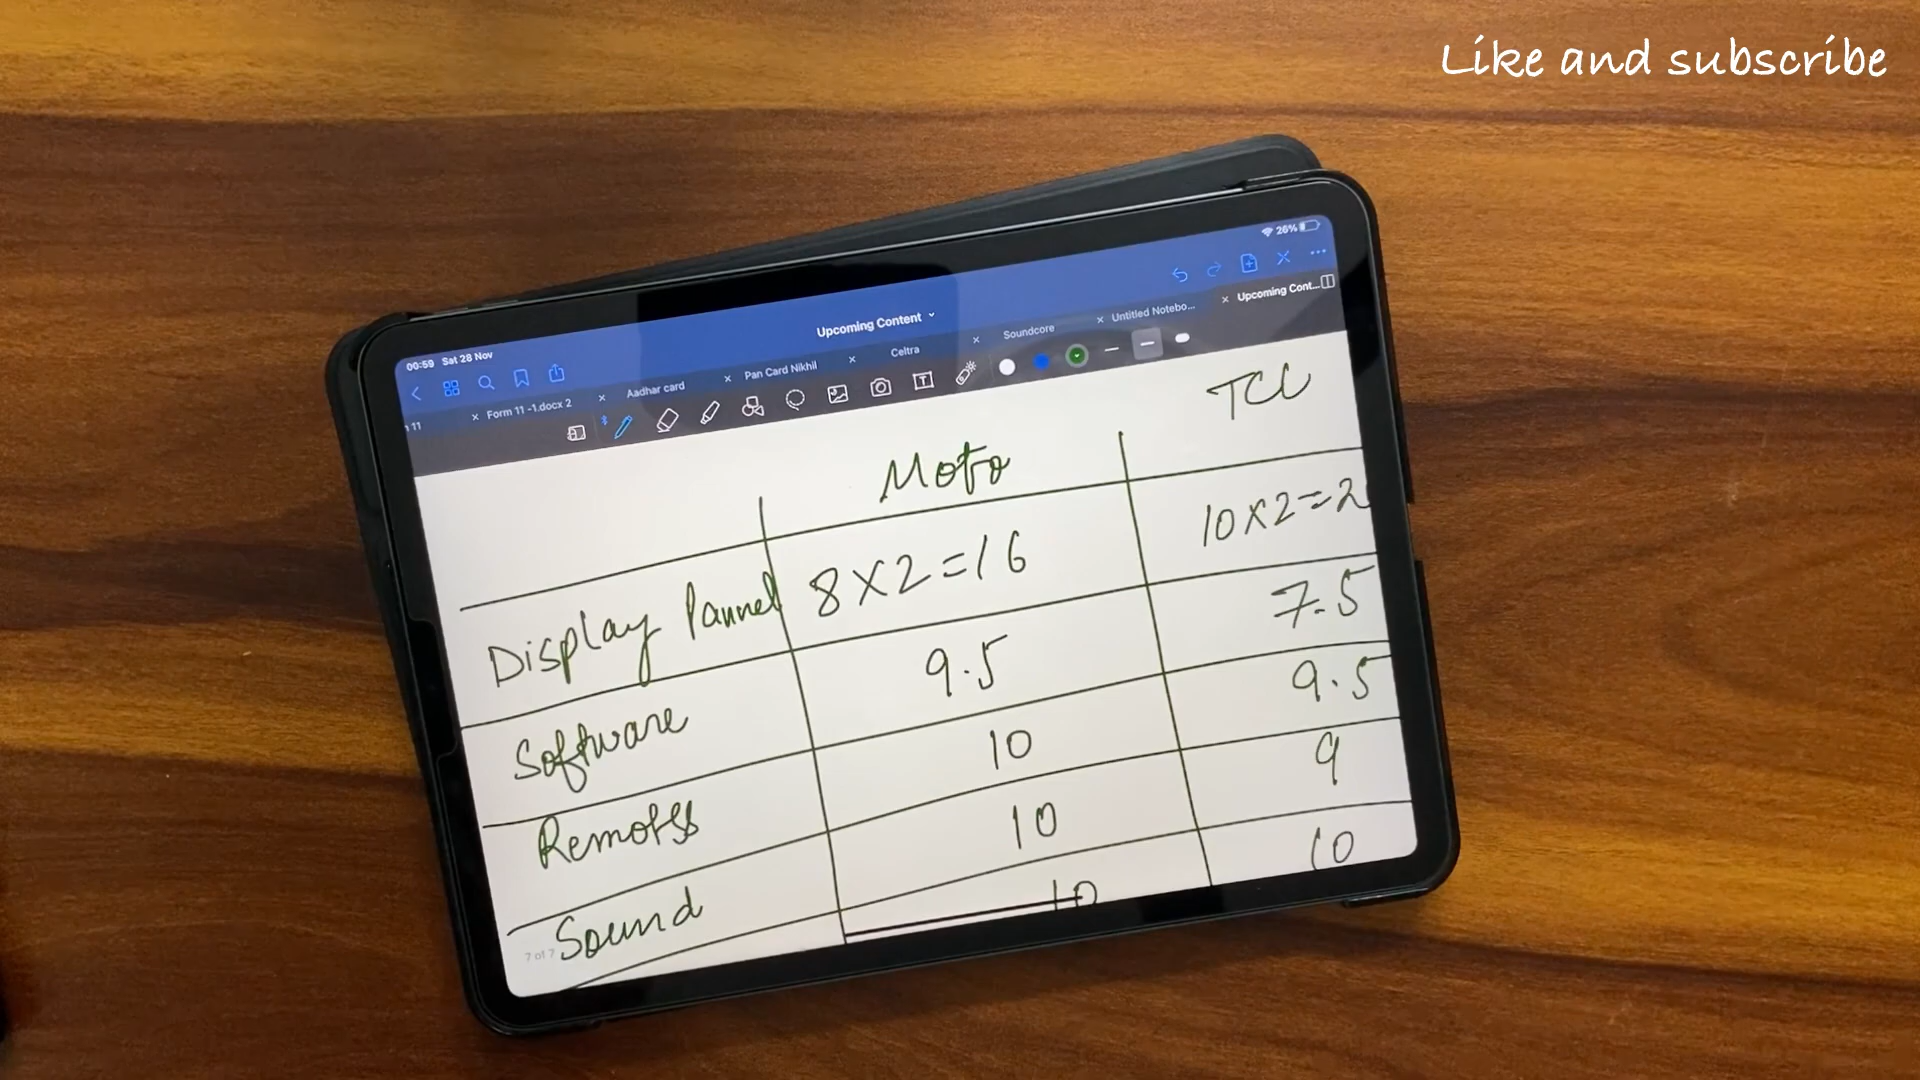 Like and subscribe
26%
00:59 Sat 28 Nov
Upcoming Content
Form 11 -1.docx 2
Aadhar card
Pan Card Nikhil
Celtra
Soundcore
Untitled Notebo...
Upcoming Cont...
Moto
TCL
Display Pannel 8X2=16 10X2=2
Software 9.5 7.5
Remotes 10 9.5
Sound 10 9
10 10
7 of 7